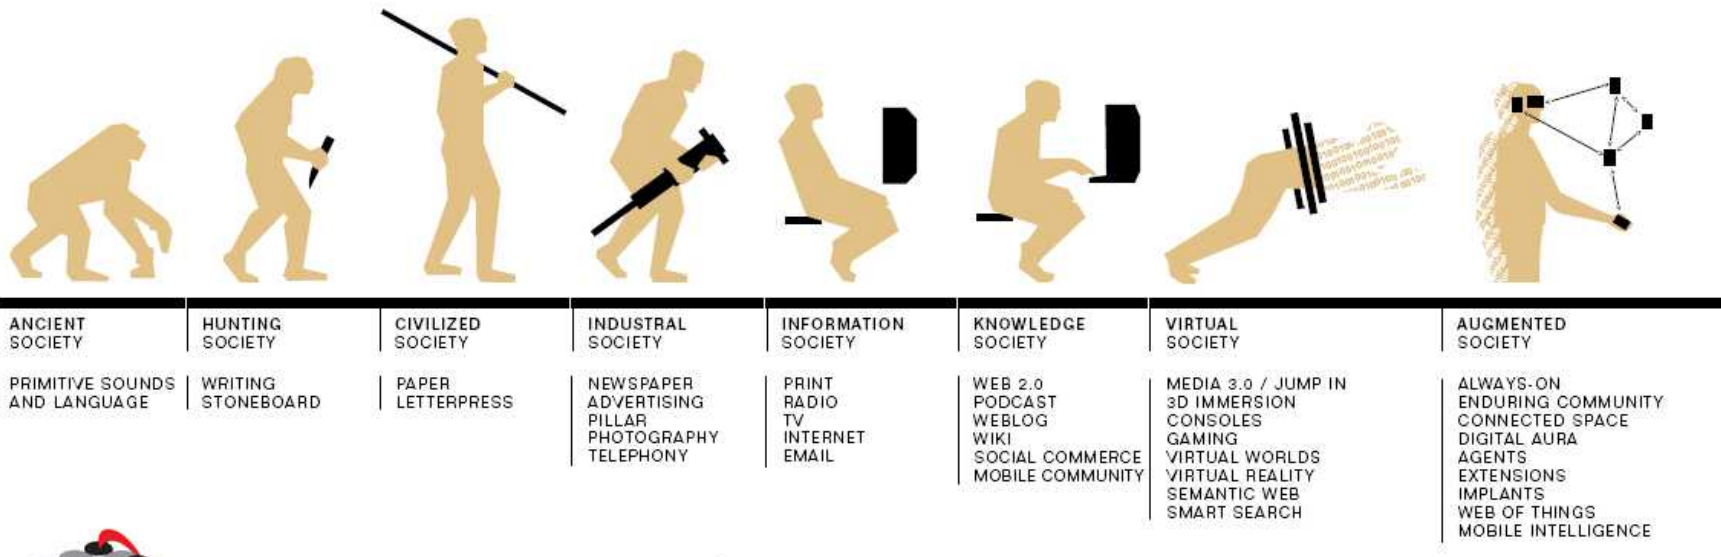 ANCIENT
SOCIETY
PRIMITIVE SOUNDS
AND LANGUAGE
HUNTING
SOCIETY
WRITING
STONEBOARD
CIVILIZED
SOCIETY
PAPER
LETTERPRESS
INDUSTRAL
SOCIETY
NEWSPAPER
ADVERTISING
PILLAR
PHOTOGRAPHY
TELEPHONY
INFORMATION
SOCIETY
PRINT
RADIO
TV
INTERNET
EMAIL
KNOWLEDGE
SOCIETY
WEB 2.0
PODCAST
WEBLOG
WIKI
SOCIAL COMMERCE
MOBILE COMMUNITY
VIRTUAL
SOCIETY
MEDIA 3.0 / JUMP IN
3D IMMERSION
CONSOLES
GAMING
VIRTUAL WORLDS
VIRTUAL REALITY
SEMANTIC WEB
SMART SEARCH
AUGMENTED
SOCIETY
ALWAYS-ON
ENDURING COMMUNITY
CONNECTED SPACE
DIGITAL AURA
AGENTS
EXTENSIONS
IMPLANTS
WEB OF THINGS
MOBILE INTELLIGENCE